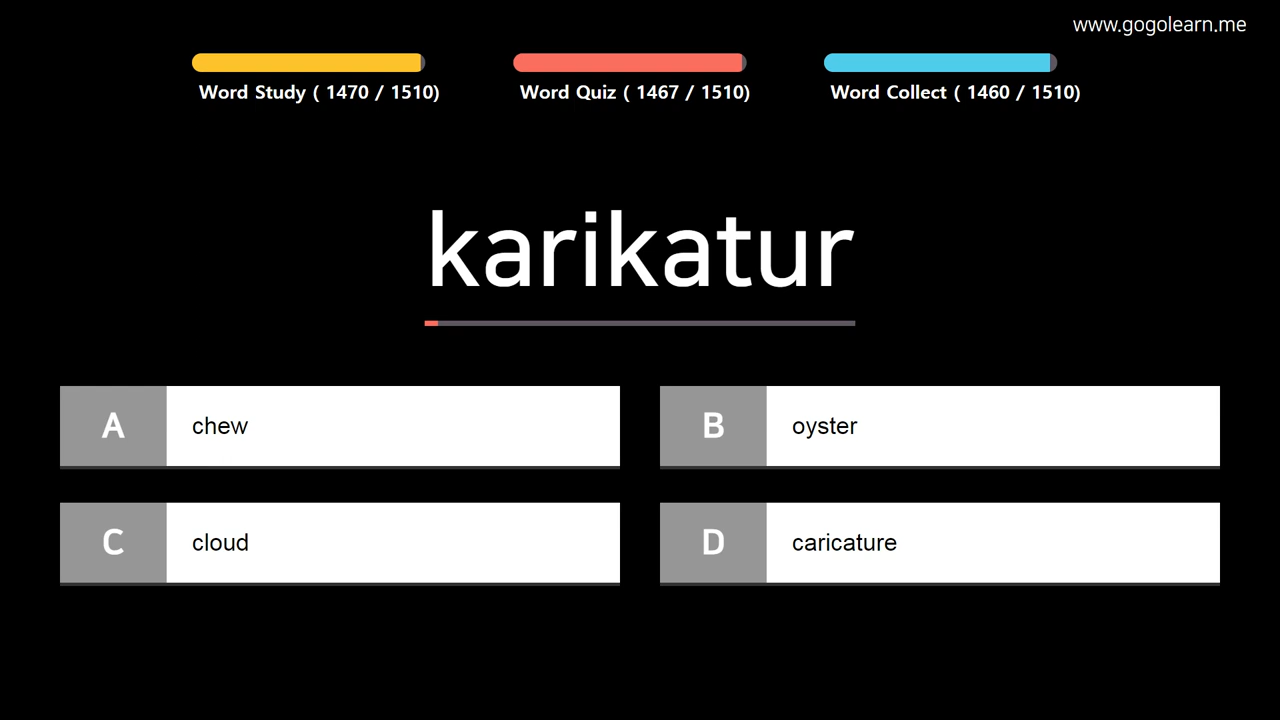 www.gogolearn.me
Word Study ( 1470 / 1510)
Word Quiz ( 1467 / 1510)
Word Collect ( 1460 / 1510)
karikatur
A chew
B oyster
C cloud
D caricature